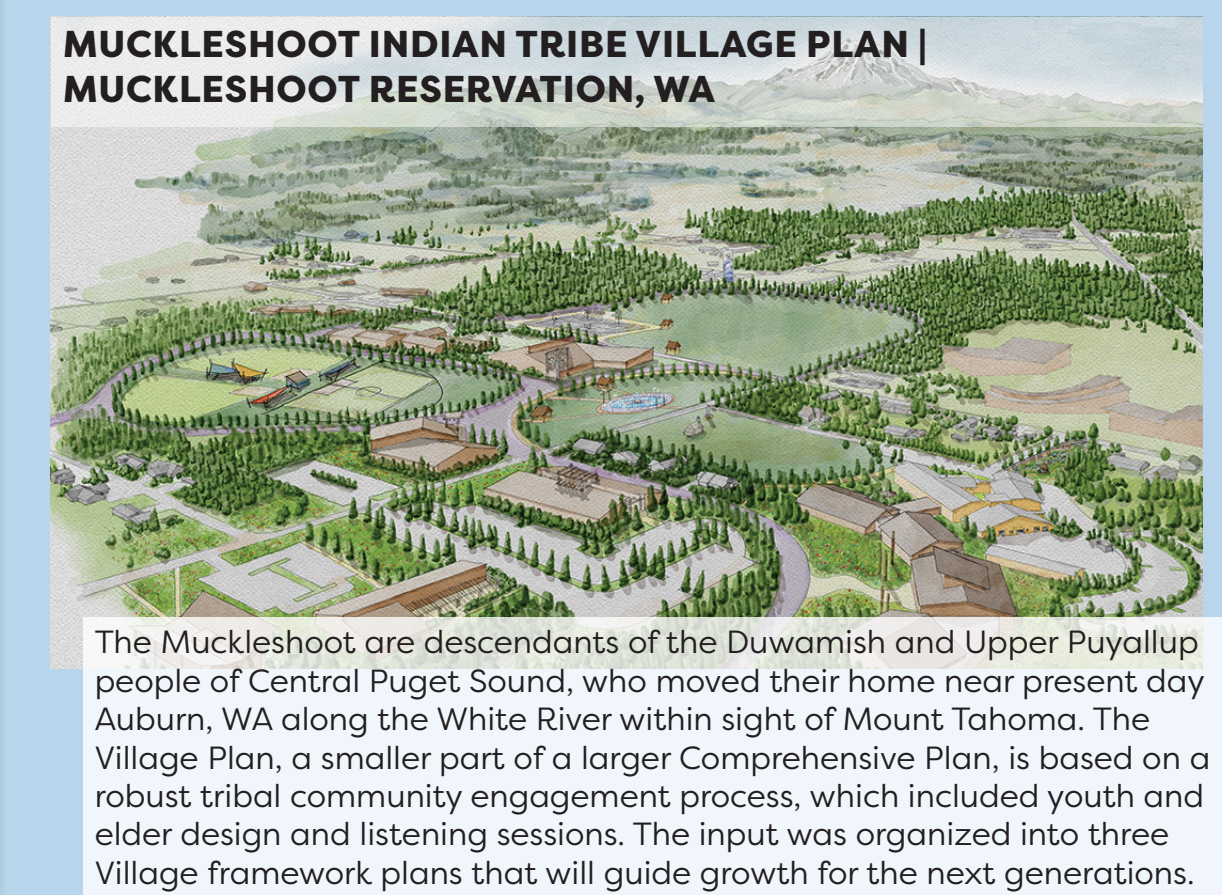 MUCKLESHOOT INDIAN TRIBE VILLAGE PLAN |
MUCKLESHOOT RESERVATION, WA
The Muckleshoot are descendants of the Duwamish and Upper Puyallup
people of Central Puget Sound, who moved their home near present day
Auburn, WA along the White River within sight of Mount Tahoma. The
Village Plan, a smaller part of a larger Comprehensive Plan, is based on a
robust tribal community engagement process, which included youth and
elder design and listening sessions. The input was organized into three
Village framework plans that will guide growth for the next generations.